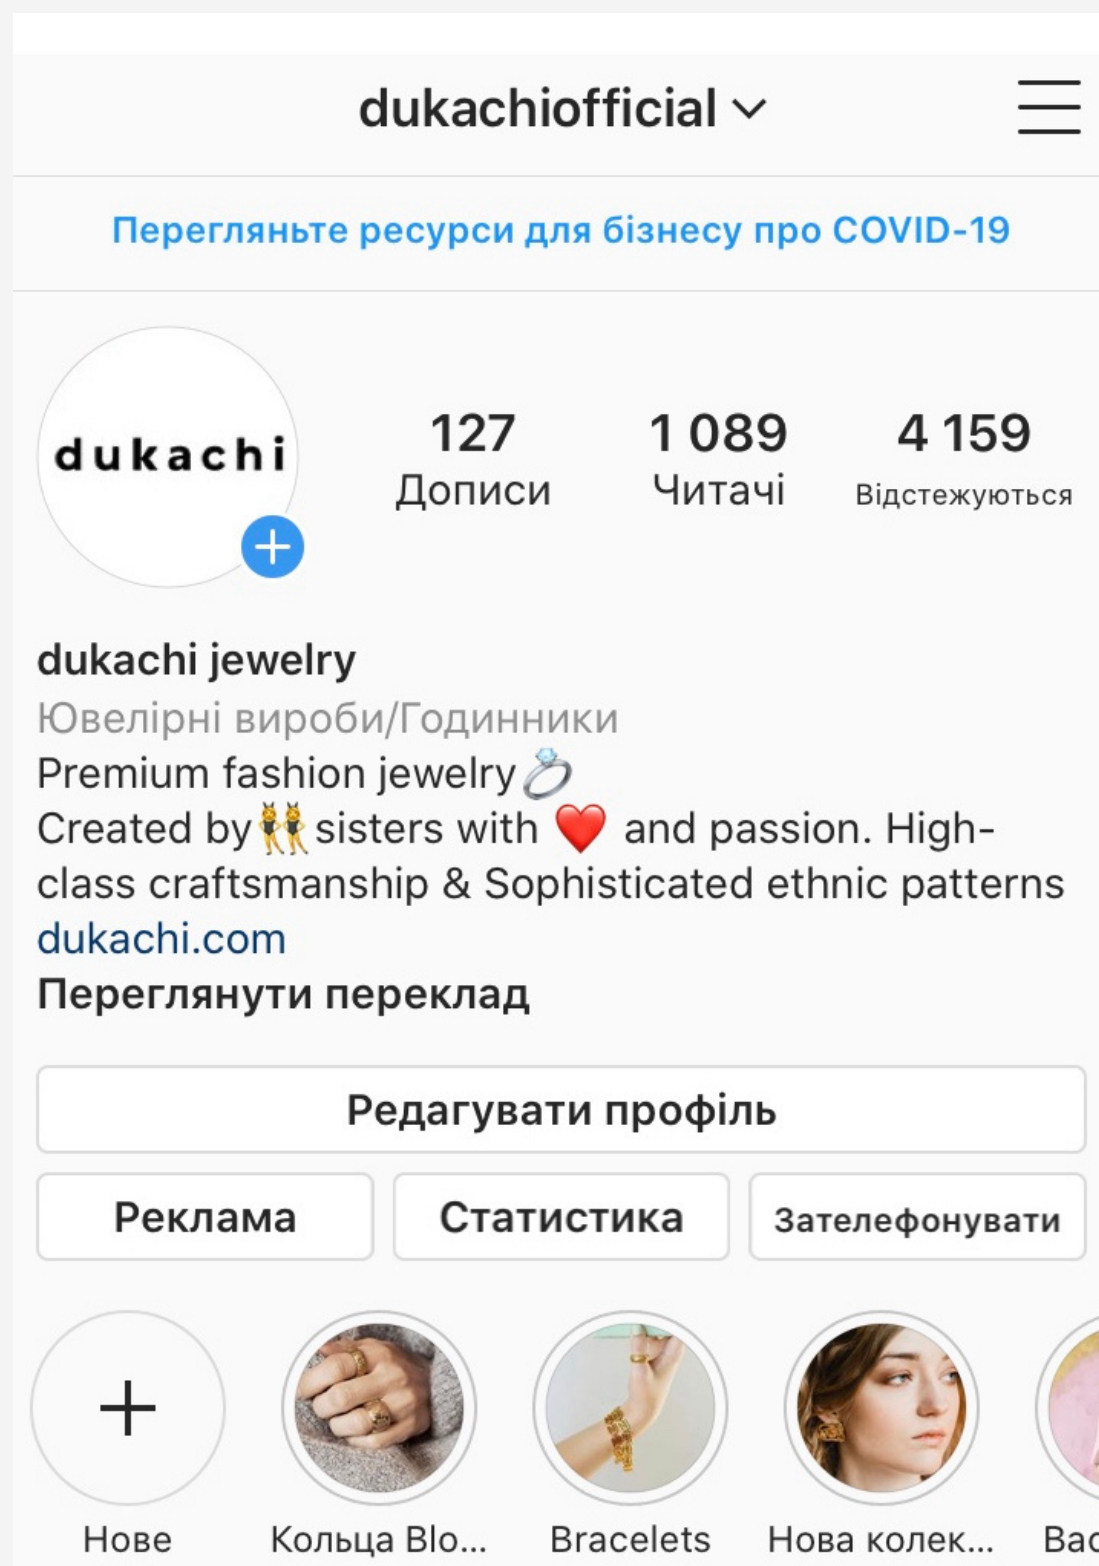 dukachiofficial
Перегляньте ресурси для бізнесу про COVID-19
dukachi
127 1 089 4 159
Дописи Читачі Відстежуються
dukachi jewelry
Ювелірні вироби/Годинники
Premium fashion jewelry💍
Created by👯sisters with ❤️ and passion. High-
class craftsmanship & Sophisticated ethnic patterns
dukachi.com
Переглянути переклад
Редагувати профіль
Реклама Статистика Зателефонувати
Нове Кольца Blo... Bracelets Нова колек...